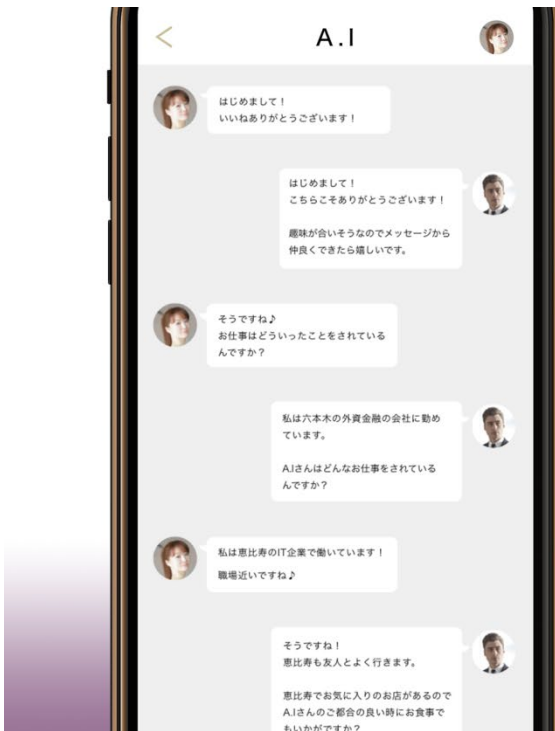 A.I
はじめまして！
いいねありがとうございます！
はじめまして！
こちらこそありがとうございます！
趣味が合いそうなのでメッセージから
仲良くできたら嬉しいです。
そうですね♪
お仕事はどういったことをされている
んですか？
私は六本木の外資金融の会社に勤め
ています。
A.Iさんはどんなお仕事をされている
んですか？
私は恵比寿のIT企業で働いています！
職場近いですね♪
そうですね！
恵比寿も友人とよく行きます。
恵比寿でお気に入りのお店があるので
A.Iさんのご都合の良い時にお食事で
もいかがですか？